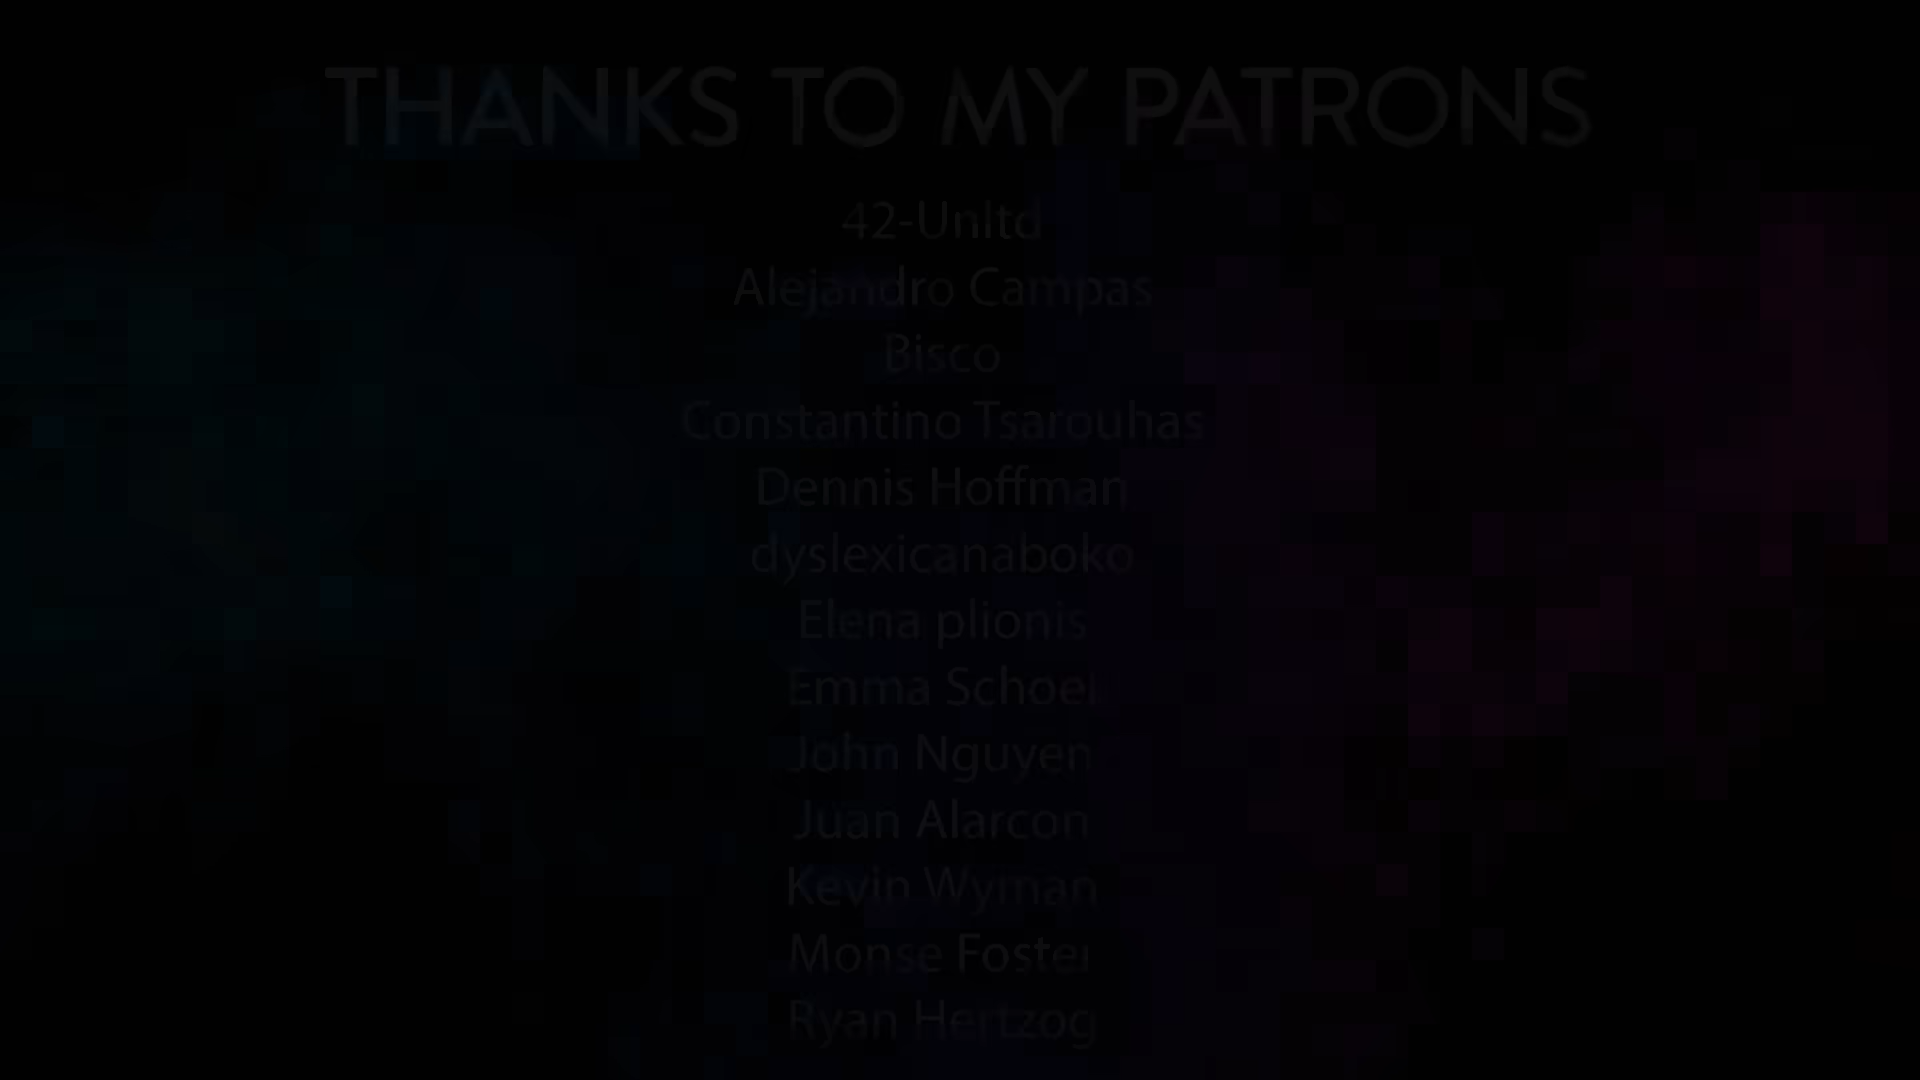 THANKS TO MY PATRONS
42-Unltd
Alejandro Campas
Bisco
Constantino Tsarouhas
Dennis Hoffman
dyslexicanaboko
Elena plionis
Emma Schoel
John Nguyen
Juan Alarcon
Kevin Wyman
Monse Foster
Ryan Hertzog